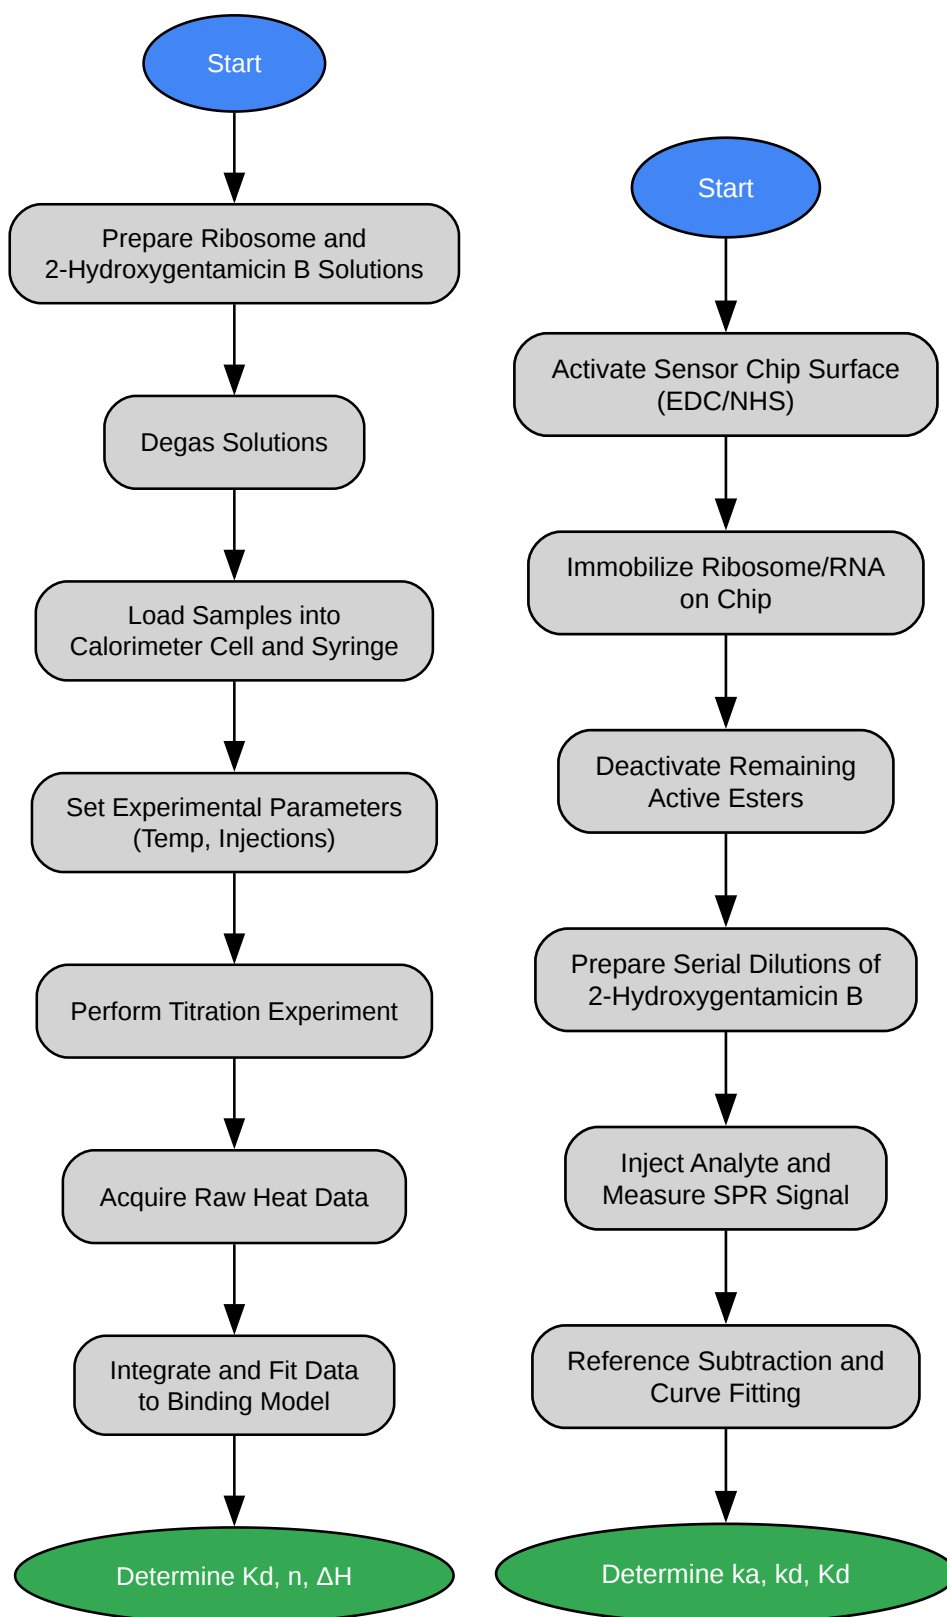 Start
Prepare Ribosome and
2-Hydroxygentamicin B Solutions
Degas Solutions
Load Samples into
Calorimeter Cell and Syringe
Set Experimental Parameters
(Temp, Injections)
Perform Titration Experiment
Acquire Raw Heat Data
Integrate and Fit Data
to Binding Model
Determine Kd, n, ΔH
Start
Activate Sensor Chip Surface
(EDC/NHS)
Immobilize Ribosome/RNA
on Chip
Deactivate Remaining
Active Esters
Prepare Serial Dilutions of
2-Hydroxygentamicin B
Inject Analyte and
Measure SPR Signal
Reference Subtraction and
Curve Fitting
Determine ka, kd, Kd